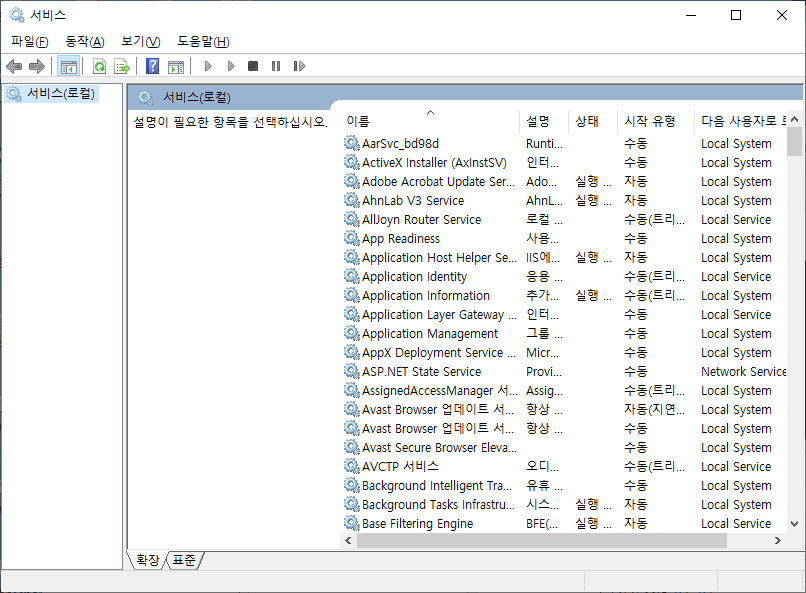 서비스
파일(F) 동작(A) 보기(V) 도움말(H)
서비스(로컬)
서비스(로컬)
설명이 필요한 항목을 선택하십시오.
이름 설명 상태 시작 유형 다음 사용자로
AarSvc_bd98d Runti... 수동 Local System
ActiveX Installer (AxInstSV) 인터... 수동 Local System
Adobe Acrobat Update Ser... Ado... 실행 ... 자동 Local System
AhnLab V3 Service AhnL... 실행 ... 자동 Local System
AllJoyn Router Service 로컬 ... 수동(트리... Local Service
App Readiness 사용... 수동 Local System
Application Host Helper Se... IIS에... 실행 ... 자동 Local System
Application Identity 응용 ... 수동(트리... Local Service
Application Information 추가... 실행 ... 수동(트리... Local System
Application Layer Gateway ... 인터... 수동 Local Service
Application Management 그룹 ... 수동 Local System
AppX Deployment Service ... Micr... 수동 Local System
ASP.NET State Service Provi... 수동 Network Service
AssignedAccessManager 서... Assig... 수동(트리... Local System
Avast Browser 업데이트 서... 항상 ... 자동(지연... Local System
Avast Browser 업데이트 서... 항상 ... 수동 Local System
Avast Secure Browser Eleva... 수동 Local System
AVCTP 서비스 오디... 수동(트리... Local Service
Background Intelligent Tra... 유휴 ... 수동 Local System
Background Tasks Infrastru... 시스... 실행 ... 자동 Local System
Base Filtering Engine BFE(... 실행 ... 자동 Local Service
확장 표준